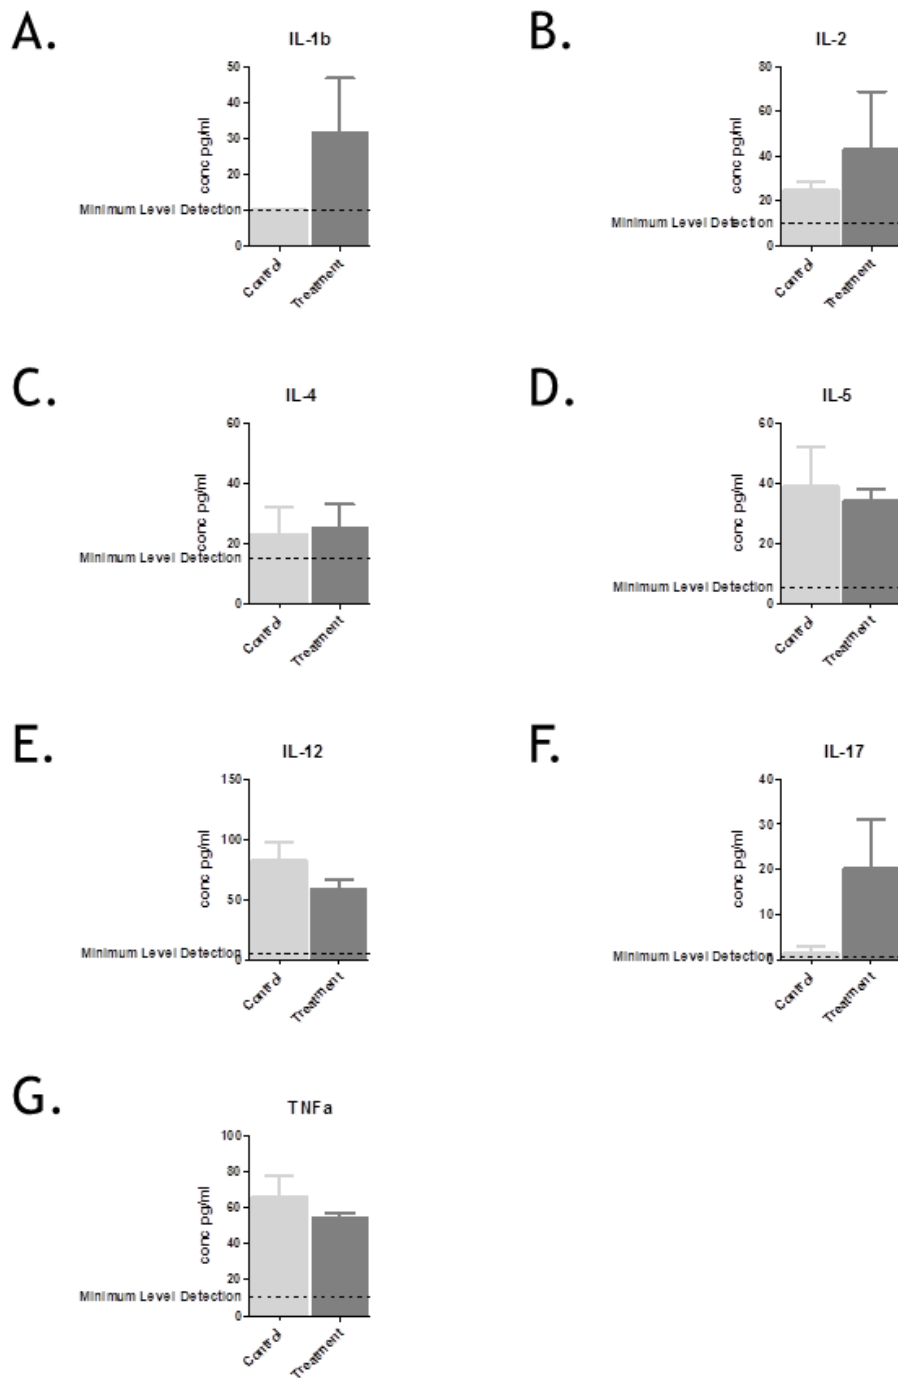 A.
IL-1b
50
40
30
20
10
0
conc pg/ml
Minimum Level Detection
Control
Treatment
B.
IL-2
80
60
40
20
0
conc pg/ml
Minimum Level Detection
Control
Treatment
C.
IL-4
60
40
20
0
conc pg/ml
Minimum Level Detection
Control
Treatment
D.
IL-5
60
40
20
0
conc pg/ml
Minimum Level Detection
Control
Treatment
E.
IL-12
150
100
50
0
conc pg/ml
Minimum Level Detection
Control
Treatment
F.
IL-17
40
30
20
10
0
conc pg/ml
Minimum Level Detection
Control
Treatment
G.
TNFa
100
80
60
40
20
0
conc pg/ml
Minimum Level Detection
Control
Treatment